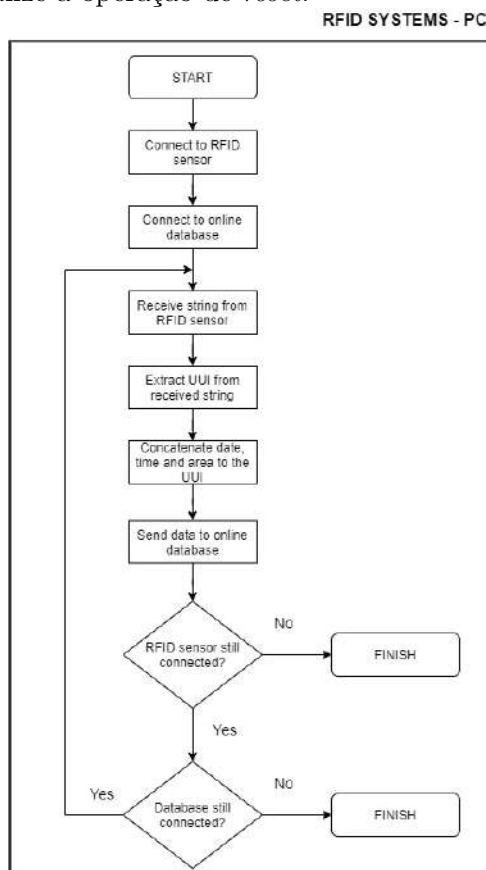 a operação de
RFID SYSTEMS - PC
START
Connect to RFID
sensor
Connect to online
database
Receive string from
RFID sensor
Extract UUI from
received string
Concatenate date,
time and area to the
UUI
Send data to online
database
RFID sensor still
connected?
No
FINISH
Yes
Database still
connected?
Yes
No
FINISH